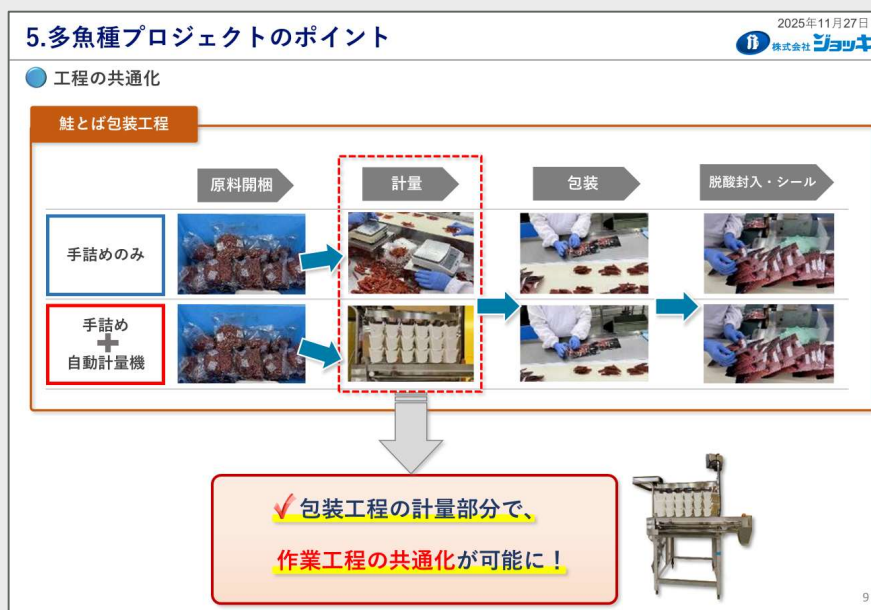 2025年11月27日
5.多魚種プロジェクトのポイント
株式会社 ジョッキ
工程の共通化
鮭とば包装工程
原料開梱
計量
包装
脱酸封入・シール
手詰めのみ
手詰め
+
自動計量機
包装工程の計量部分で、
作業工程の共通化が可能に！
9